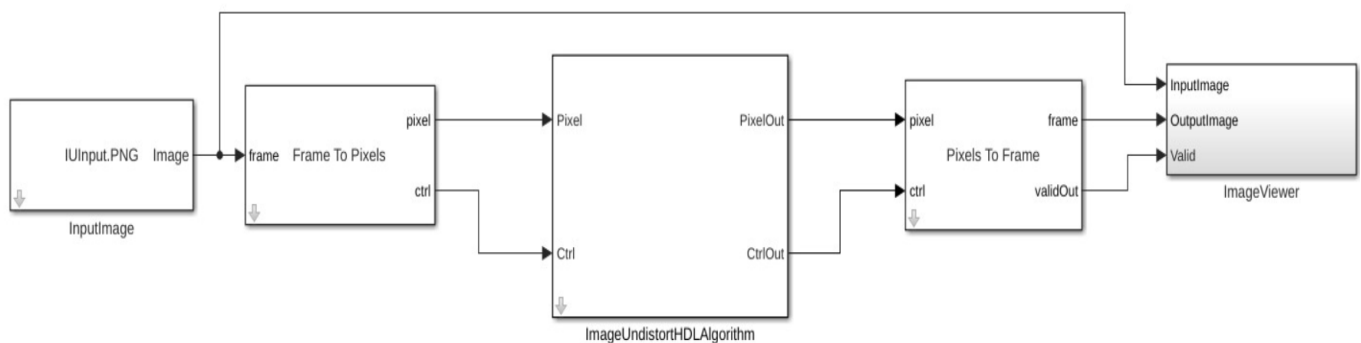 IUInput.PNG
Image
InputImage
frame
Frame To Pixels
pixel
ctrl
Pixel
Ctrl
PixelOut
CtrlOut
ImageUndistortHDLAlgorithm
pixel
ctrl
Pixels To Frame
frame
validOut
InputImage
OutputImage
Valid
ImageViewer